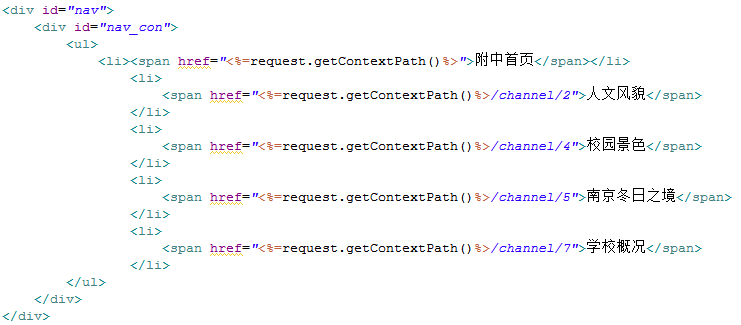 <div id="nav">
<div id="nav_con">
<ul>
<li><span href="<%=request.getContextPath()%>">附中首页</span></li>
<li>
<span href="<%=request.getContextPath()%>/channel/2">人文风貌</span>
</li>
<li>
<span href="<%=request.getContextPath()%>/channel/4">校园景色</span>
</li>
<li>
<span href="<%=request.getContextPath()%>/channel/5">南京冬日之境</span>
</li>
<li>
<span href="<%=request.getContextPath()%>/channel/7">学校概况</span>
</li>
</ul>
</div>
</div>